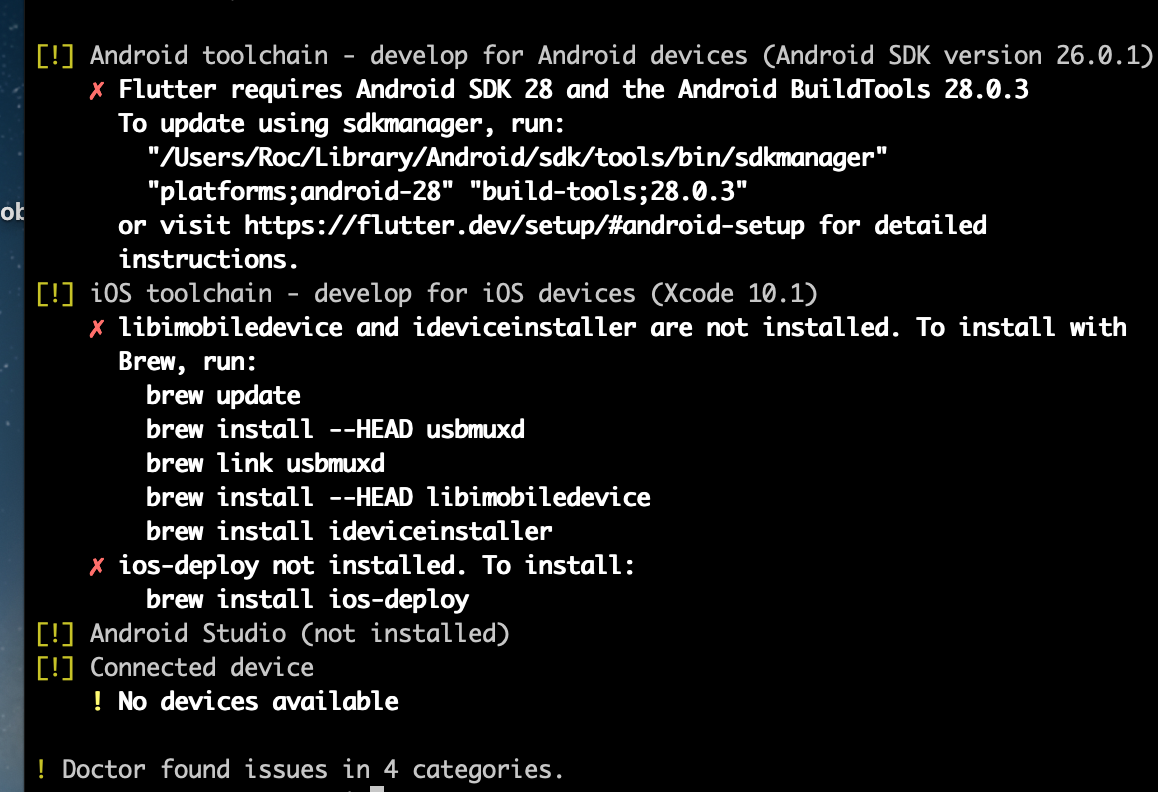 [!] Android toolchain - develop for Android devices (Android SDK version 26.0.1)
✗ Flutter requires Android SDK 28 and the Android BuildTools 28.0.3
To update using sdkmanager, run:
"/Users/Roc/Library/Android/sdk/tools/bin/sdkmanager"
"platforms;android-28" "build-tools;28.0.3"
or visit https://flutter.dev/setup/#android-setup for detailed
instructions.
[!] iOS toolchain - develop for iOS devices (Xcode 10.1)
✗ libimobiledevice and ideviceinstaller are not installed. To install with
Brew, run:
brew update
brew install --HEAD usbmuxd
brew link usbmuxd
brew install --HEAD libimobiledevice
brew install ideviceinstaller
✗ ios-deploy not installed. To install:
brew install ios-deploy
[!] Android Studio (not installed)
[!] Connected device
! No devices available
! Doctor found issues in 4 categories.